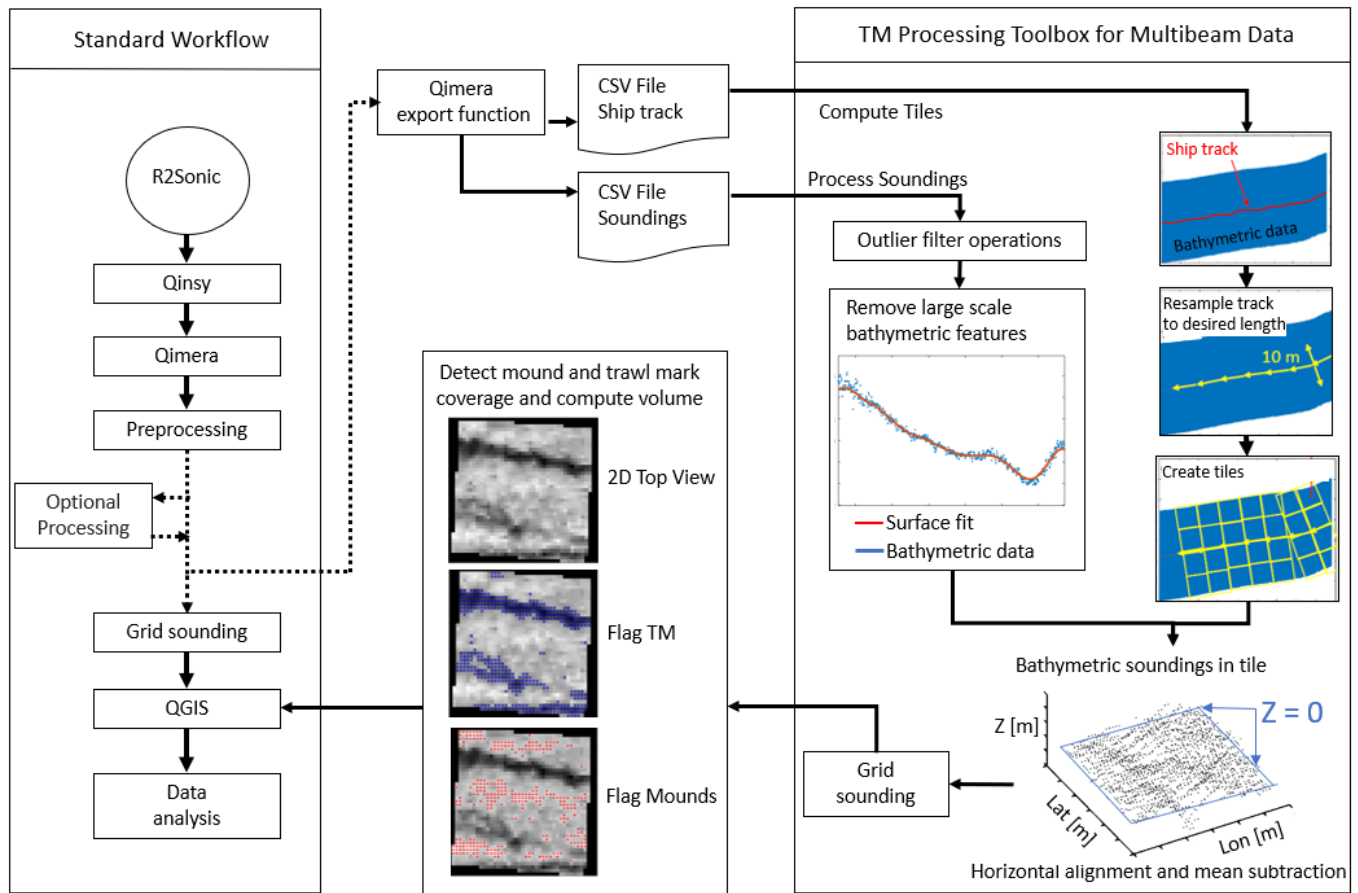 Standard Workflow
R2Sonic
Qinsy
Qimera
Preprocessing
Optional
Processing
Grid sounding
QGIS
Data
analysis
Qimera
export function
CSV File
Ship track
CSV File
Soundings
Detect mound and trawl mark
coverage and compute volume
2D Top View
Flag TM
Flag Mounds
TM Processing Toolbox for Multibeam Data
Compute Tiles
Process Soundings
Outlier filter operations
Remove large scale
bathymetric features
Surface fit
Bathymetric data
Ship track
Bathymetric data
Resample track
to desired length
10 m
Create tiles
Bathymetric soundings in tile
Z = 0
Z [m]
Lat [m]
Lon [m]
Grid
sounding
Horizontal alignment and mean subtraction